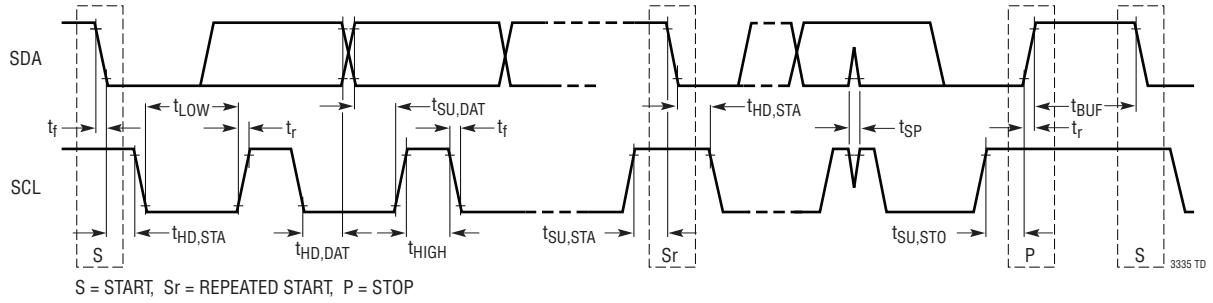 SDA
t_LOW
t_SU,DAT
t_HD,STA
t_BUF
t_f
t_r
t_f
t_SP
t_r
SCL
t_HD,STA
t_HD,DAT
t_HIGH
t_SU,STA
t_SU,STO
S
Sr
P
S
3335 TD
S = START, Sr = REPEATED START, P = STOP